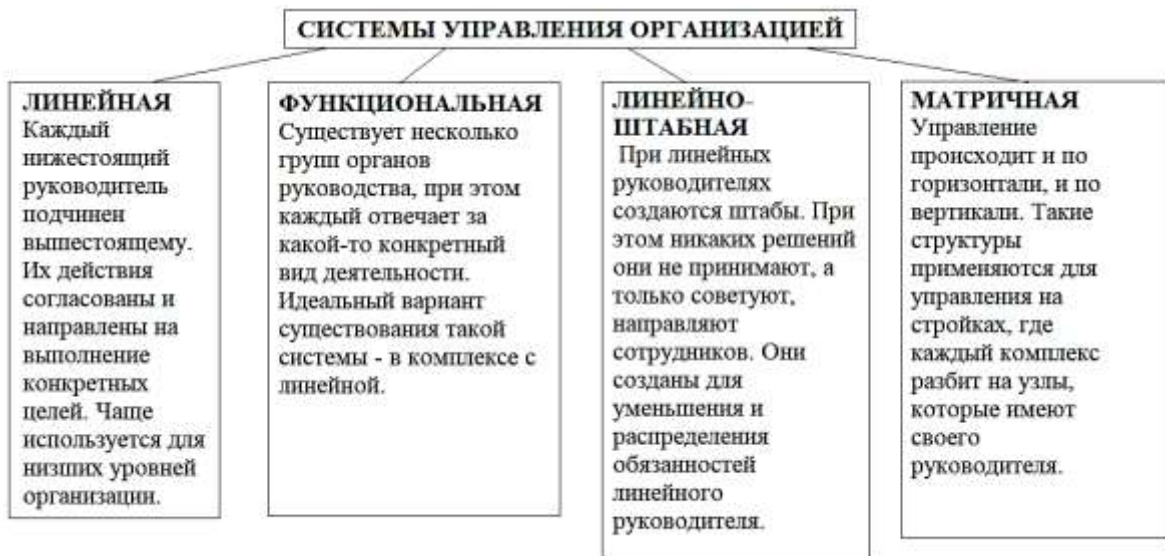 СИСТЕМЫ УПРАВЛЕНИЯ ОРГАНИЗАЦИЕЙ
ЛИНЕЙНАЯ
Каждый
нижестоящий
руководитель
подчинен
вышестоящему.
Их действия
согласованы и
направлены на
выполнение
конкретных
целей. Чаще
используется для
низших уровней
организации.
ФУНКЦИОНАЛЬНАЯ
Существует несколько
групп органов
руководства, при этом
каждый отвечает за
какой-то конкретный
вид деятельности.
Идеальный вариант
существования такой
системы - в комплексе с
линейной.
ЛИНЕЙНО-
ШТАБНАЯ
При линейных
руководителях
создаются штабы. При
этом никаких решений
они не принимают, а
только советуют,
направляют
сотрудников. Они
созданы для
уменьшения и
распределения
обязанностей
линейного
руководителя.
МАТРИЧНАЯ
Управление
происходит и по
горизонтали, и по
вертикали. Такие
структуры
применяются для
управления на
стройках, где
каждый комплекс
разбит на узлы,
которые имеют
своего
руководителя.